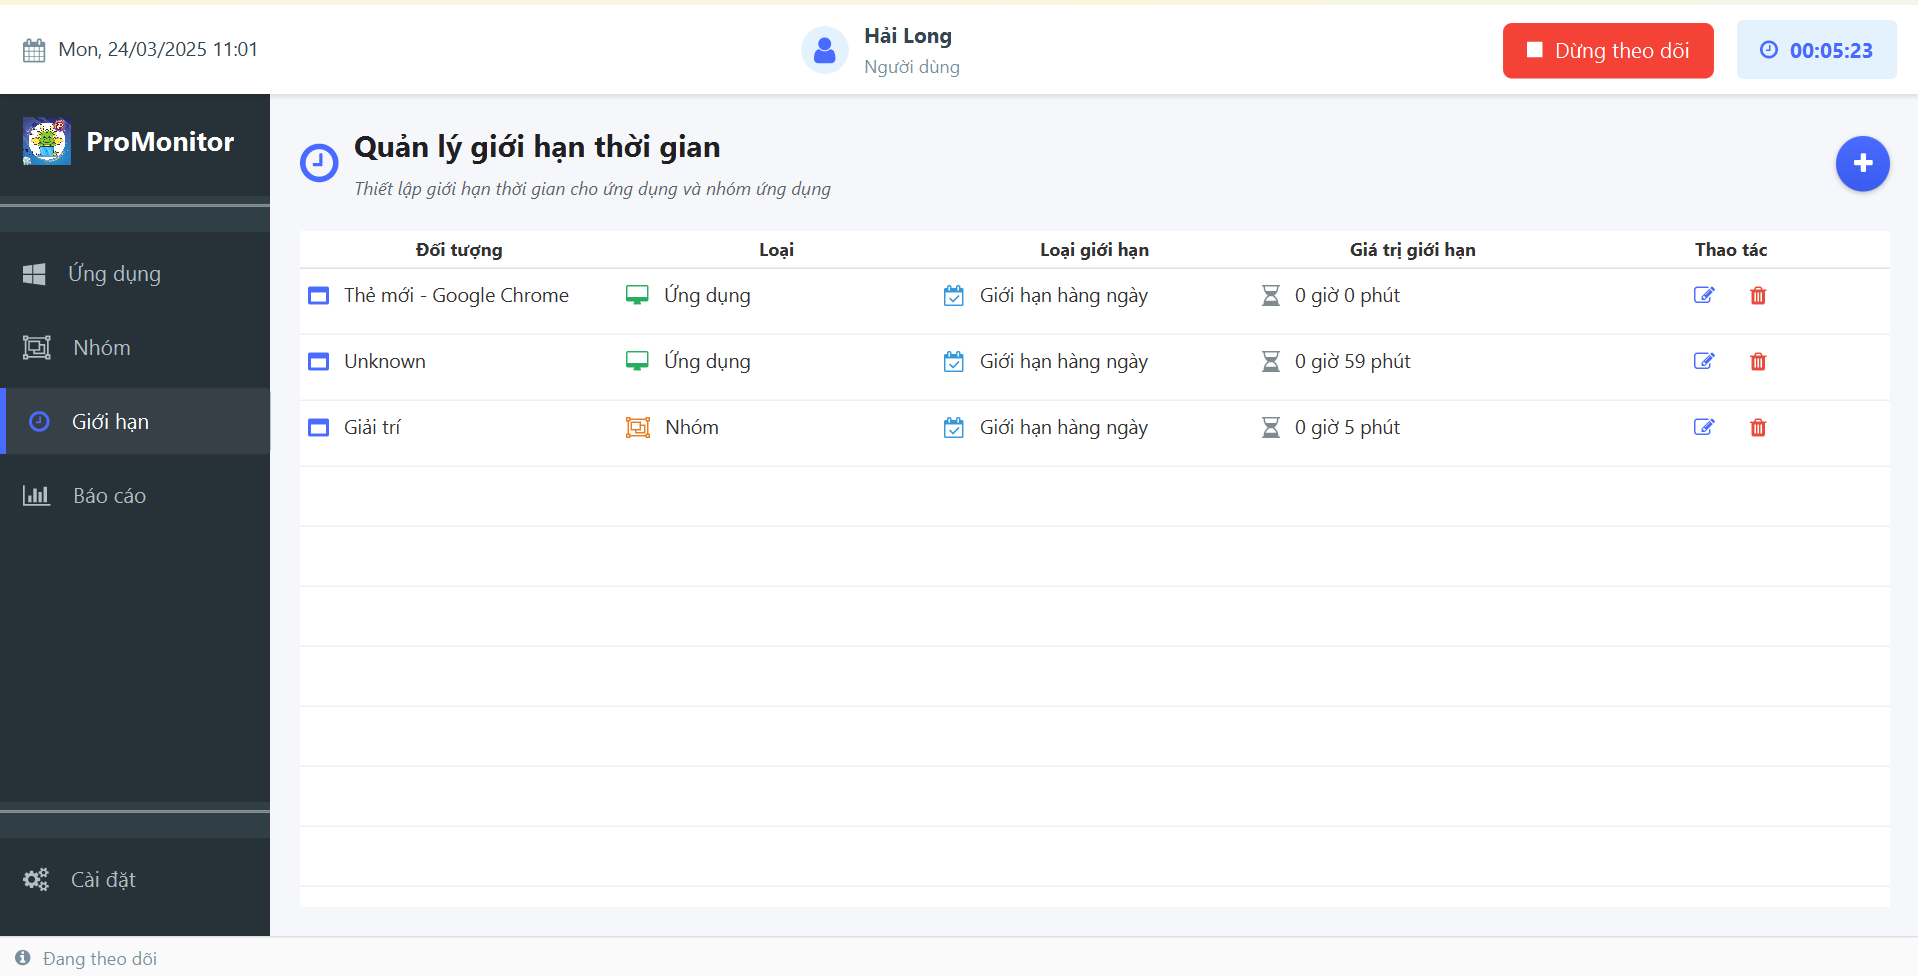 Mon, 24/03/2025 11:01
Hải Long
Người dùng
Dừng theo dõi
00:05:23
ProMonitor
Ứng dụng
Nhóm
Giới hạn
Báo cáo
Cài đặt
Quản lý giới hạn thời gian
Thiết lập giới hạn thời gian cho ứng dụng và nhóm ứng dụng
Đối tượng Loại Loại giới hạn Giá trị giới hạn Thao tác
Thẻ mới - Google Chrome Ứng dụng Giới hạn hàng ngày 0 giờ 0 phút
Unknown Ứng dụng Giới hạn hàng ngày 0 giờ 59 phút
Giải trí Nhóm Giới hạn hàng ngày 0 giờ 5 phút
Đang theo dõi